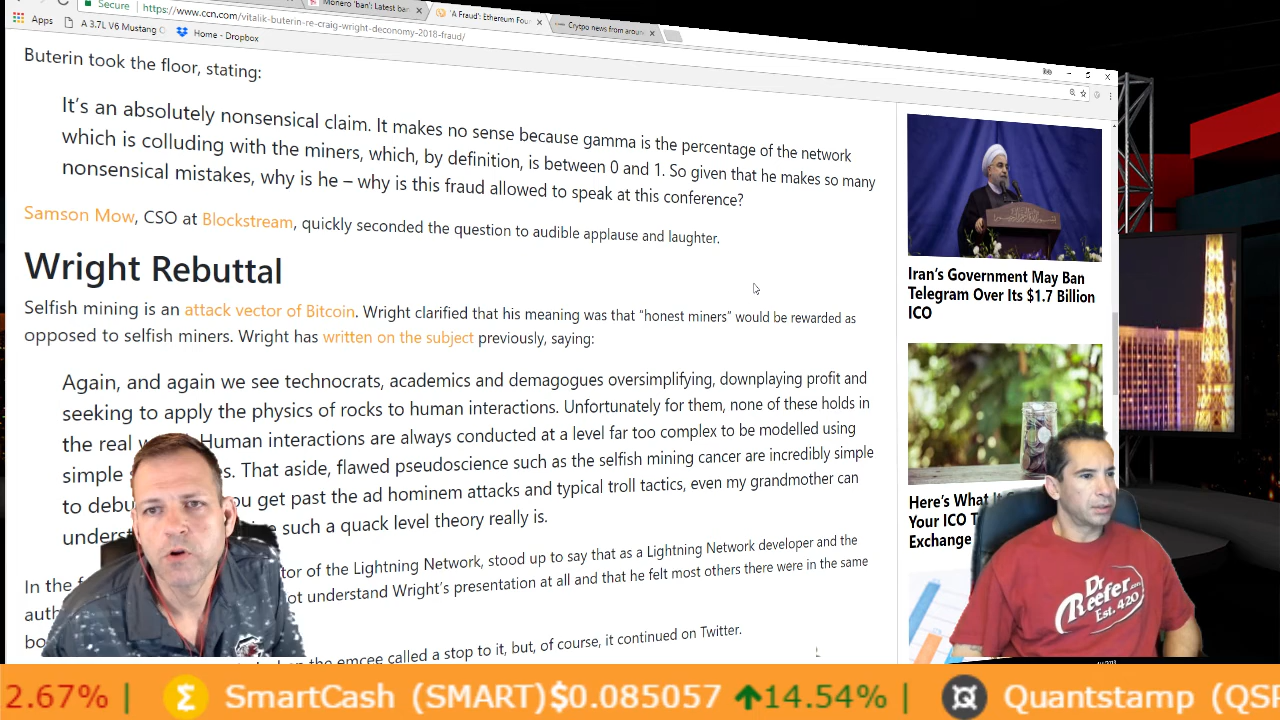 Monero 'ban': Latest ban
'A Fraud': Ethereum Four
Crytpo news from aroun
Secure
https://www.ccn.com/vitalik-buterin-re-craig-wright-deconomy-2018-fraud/
Apps
A 3.7L V6 Mustang
Home - Dropbox
Buterin took the floor, stating:
It's an absolutely nonsensical claim. It makes no sense because gamma is the percentage of the network
which is colluding with the miners, which, by definition, is between 0 and 1. So given that he makes so many
nonsensical mistakes, why is he – why is this fraud allowed to speak at this conference?
Samson Mow, CSO at Blockstream, quickly seconded the question to audible applause and laughter.
Wright Rebuttal
Selfish mining is an attack vector of Bitcoin. Wright clarified that his meaning was that "honest miners" would be rewarded as
opposed to selfish miners. Wright has written on the subject previously, saying:
Again, and again we see technocrats, academics and demagogues oversimplifying, downplaying profit and
seeking to apply the physics of rocks to human interactions. Unfortunately for them, none of these holds in
the real Human interactions are always conducted at a level far too complex to be modelled using
simple s. That aside, flawed pseudoscience such as the selfish mining cancer are incredibly simple
to debu ou get past the ad hominem attacks and typical troll tactics, even my grandmother can
underst such a quack level theory really is.
In the f tor of the Lightning Network, stood up to say that as a Lightning Network developer and the
auth ot understand Wright's presentation at all and that he felt most others there were in the same
bo
the emcee called a stop to it, but, of course, it continued on Twitter.
Iran's Government May Ban
Telegram Over Its $1.7 Billion
ICO
Here's What
Your ICO T
Exchange
Dr
Reefer.com
Est. 420
2.67% | SmartCash (SMART)$0.085057 14.54% | Quantstamp (QSP